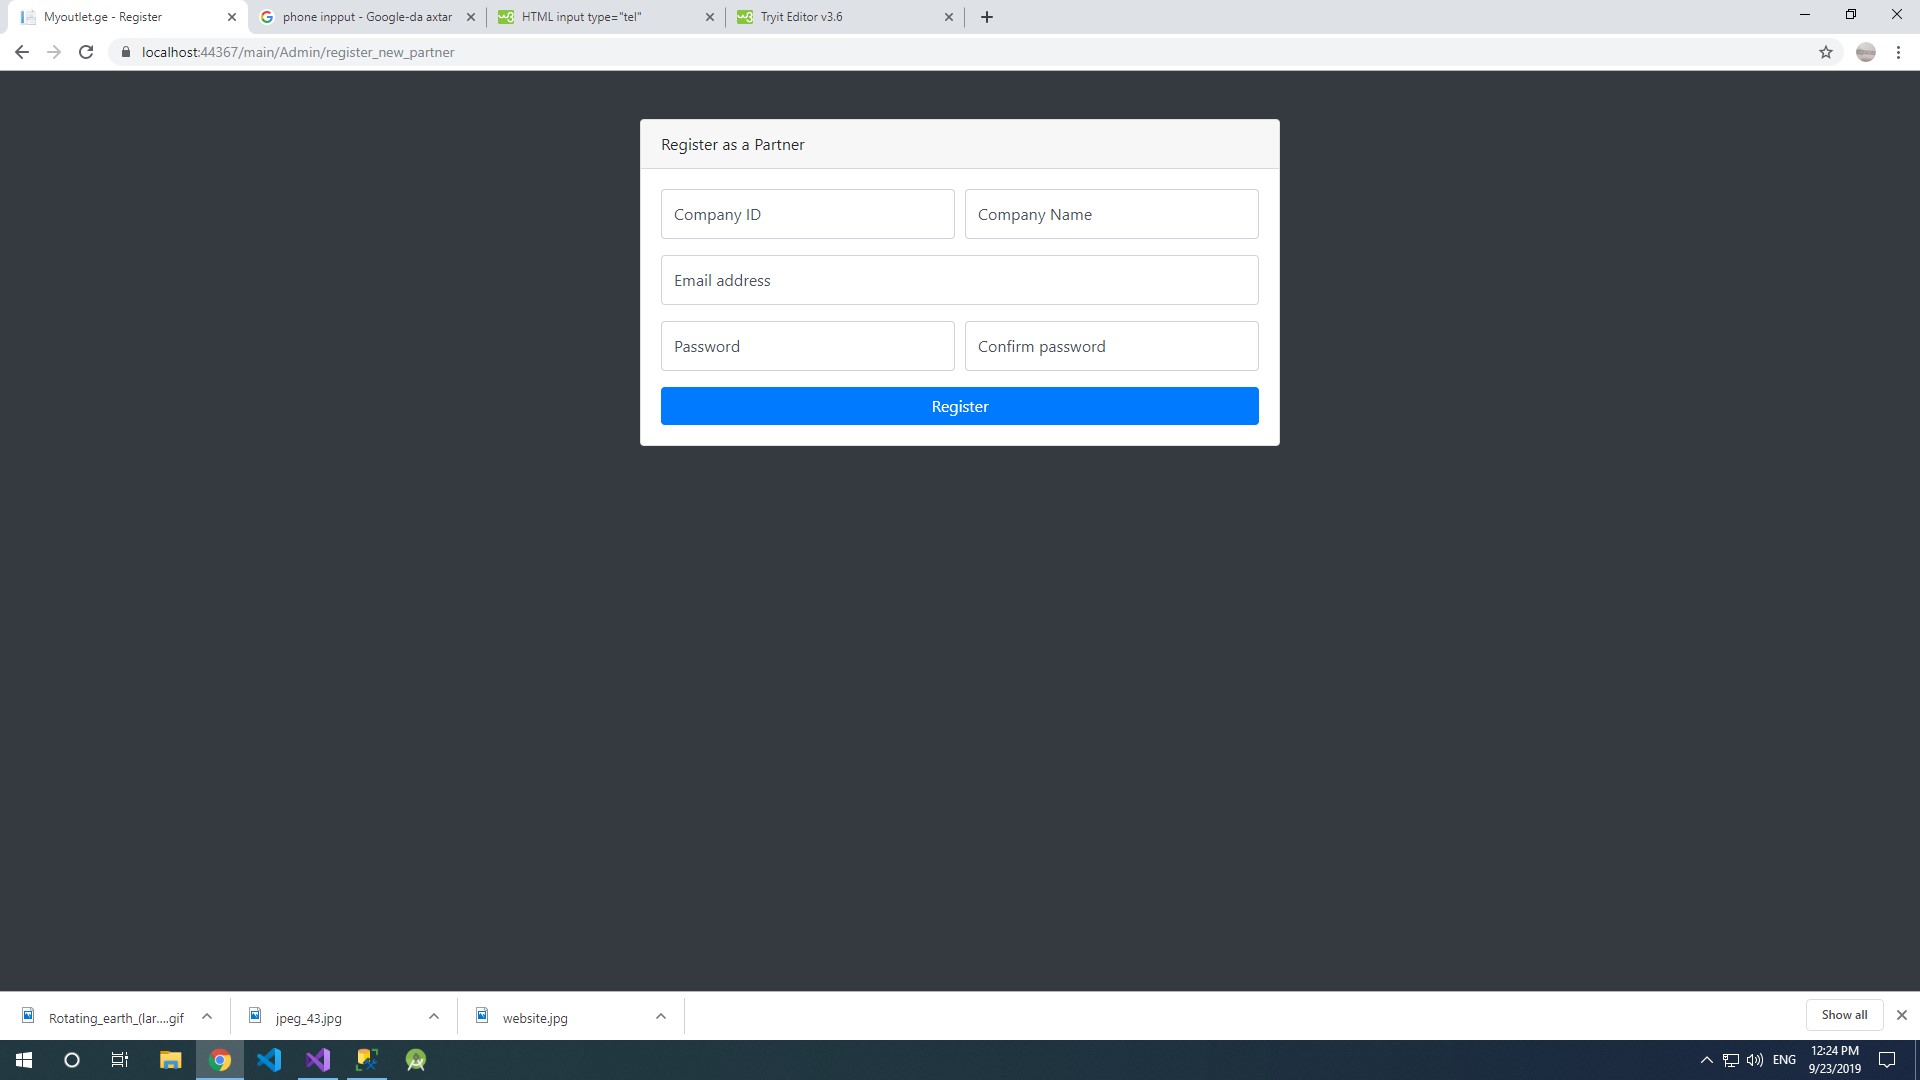 Myoutlet.ge - Register
phone inpput - Google-da axtar
HTML input type="tel"
Tryit Editor v3.6
localhost:44367/main/Admin/register_new_partner
Register as a Partner
Company ID
Company Name
Email address
Password
Confirm password
Register
Rotating_earth_(lar....gif
jpeg_43.jpg
website.jpg
Show all
ENG
12:24 PM
9/23/2019